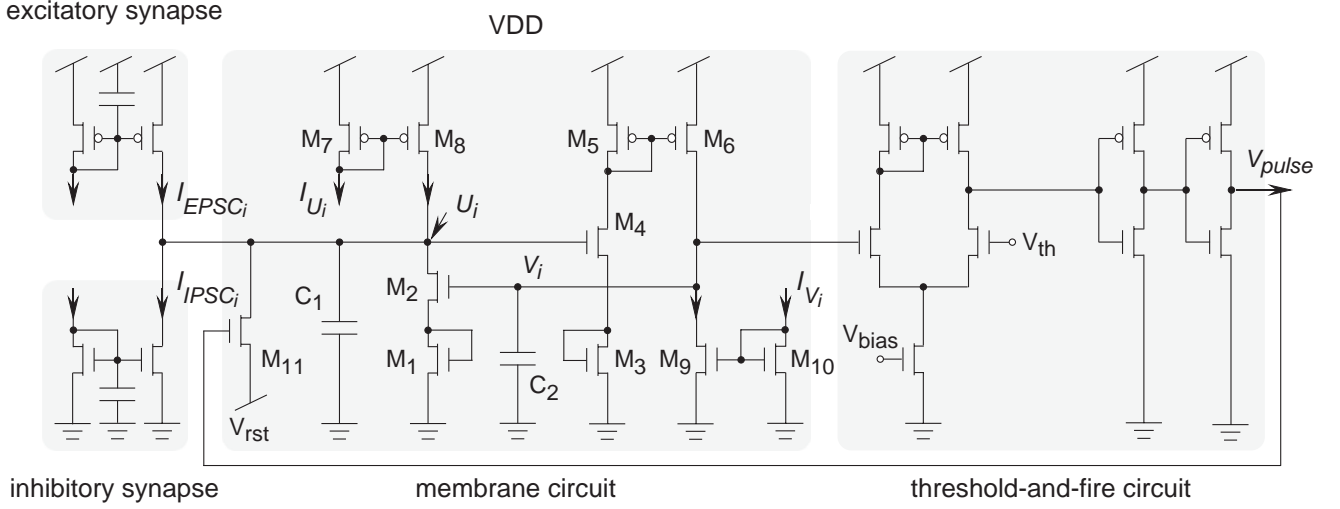 excitatory synapse
VDD
M7
M8
M5
M6
Vpulse
IEPSCi
IUi
Ui
M4
Vth
IIPSCi
C1
M2
Vi
IVi
M11
M1
C2
M3
M9
M10
Vbias
Vrst
inhibitory synapse
membrane circuit
threshold-and-fire circuit